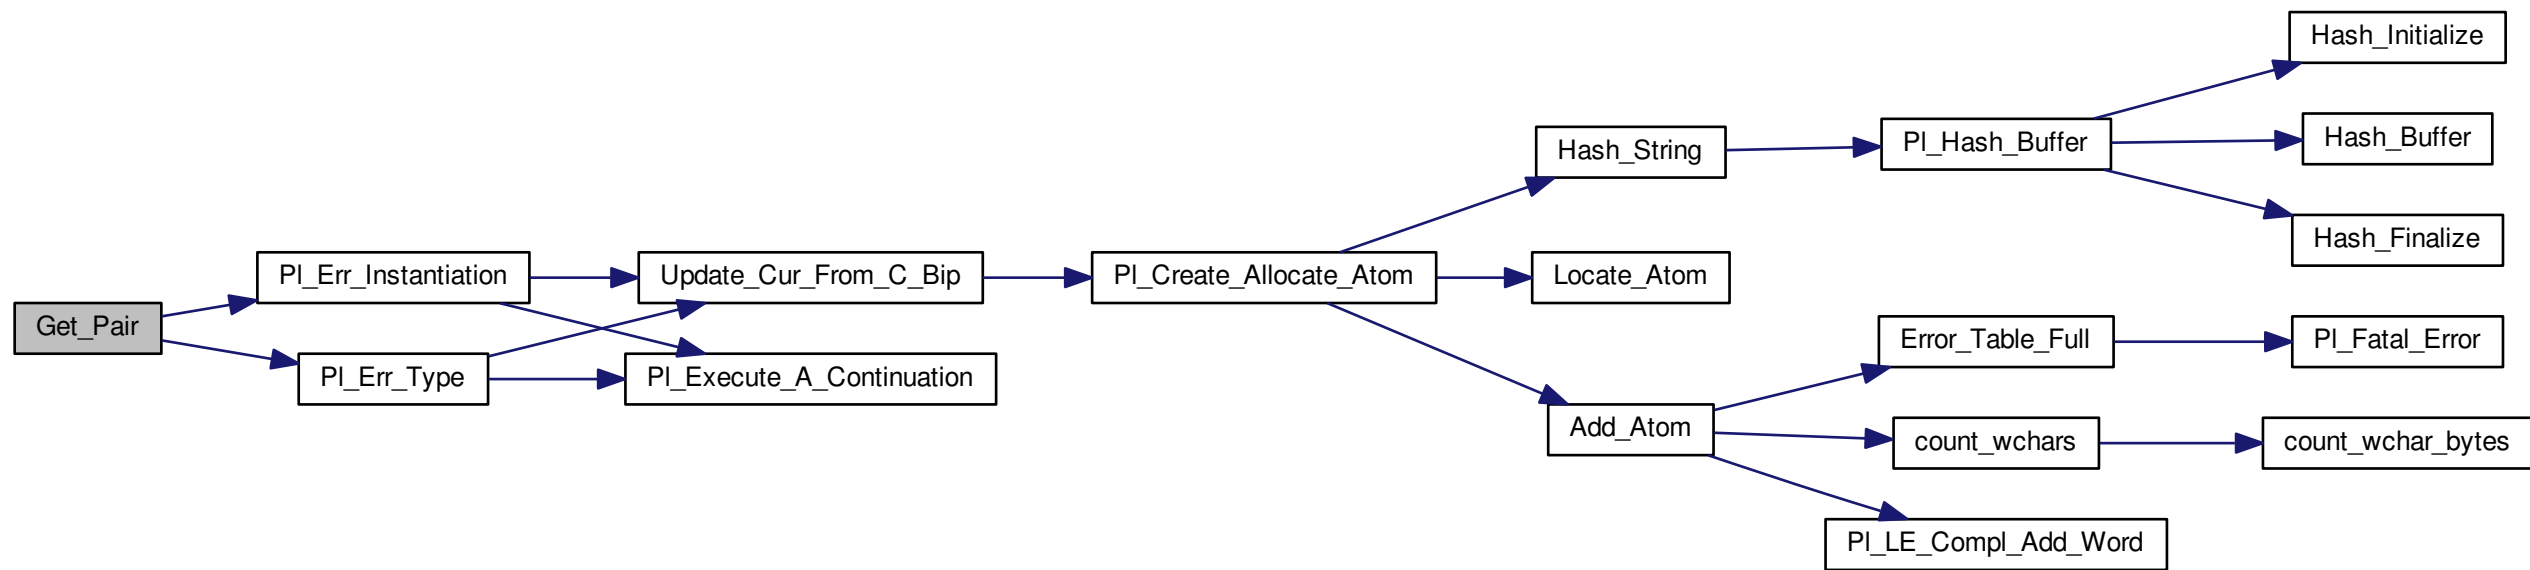 Get_Pair
Pl_Err_Instantiation
Pl_Err_Type
Update_Cur_From_C_Bip
Pl_Execute_A_Continuation
Pl_Create_Allocate_Atom
Hash_String
Locate_Atom
Add_Atom
Pl_Hash_Buffer
Error_Table_Full
count_wchars
Pl_LE_Compl_Add_Word
Hash_Initialize
Hash_Buffer
Hash_Finalize
Pl_Fatal_Error
count_wchar_bytes